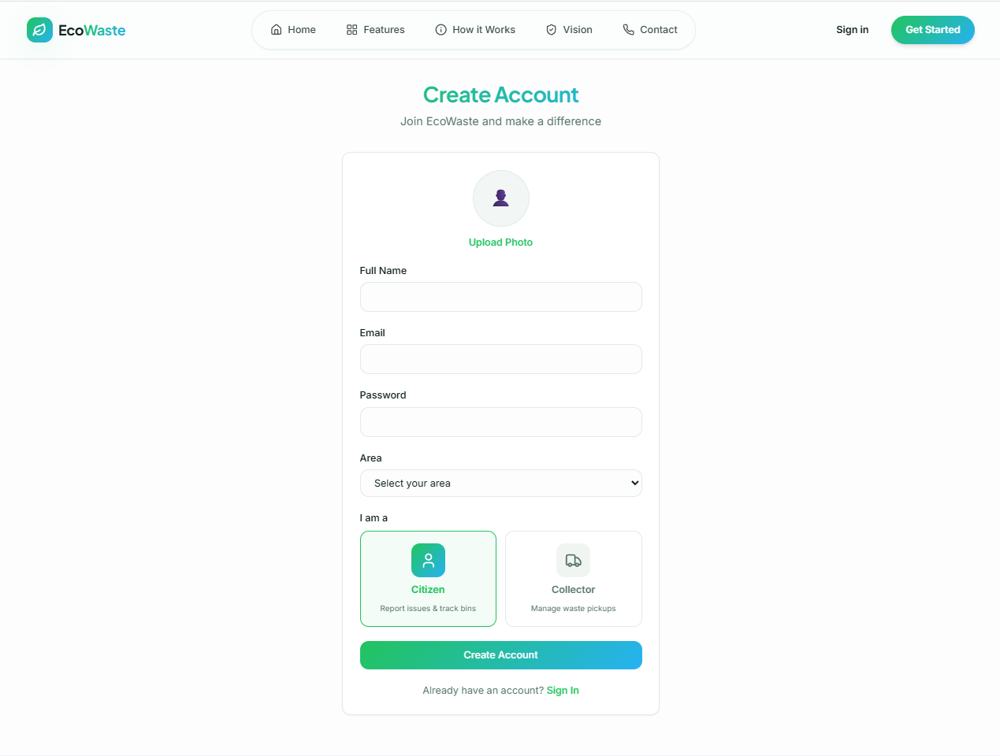 EcoWaste
Home
Features
How it Works
Vision
Contact
Sign in
Get Started
Create Account
Join EcoWaste and make a difference
Upload Photo
Full Name
Email
Password
Area
Select your area
I am a
Citizen
Report issues & track bins
Collector
Manage waste pickups
Create Account
Already have an account? Sign In